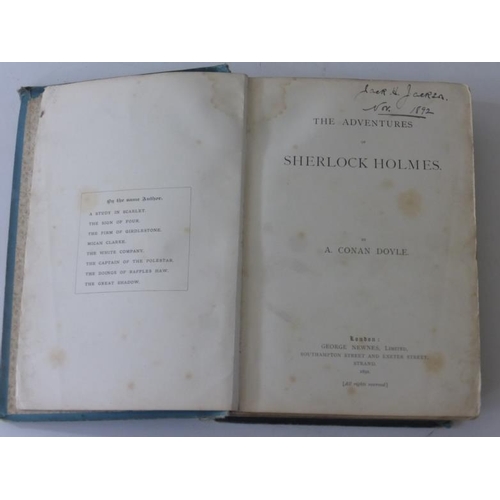 By the same Author.
A STUDY IN SCARLET.
THE SIGN OF FOUR.
THE FIRM OF GIRDLESTONE.
MICAH CLARKE.
THE WHITE COMPANY.
THE CAPTAIN OF THE POLESTAR.
THE DOINGS OF RAFFLES HAW.
THE GREAT SHADOW.
Jackson.
Nov. 1892
THE ADVENTURES
OF
SHERLOCK HOLMES.
BY
A. CONAN DOYLE.
London:
GEORGE NEWNES, LIMITED,
SOUTHAMPTON STREET AND EXETER STREET,
STRAND.
1892
[All rights reserved]